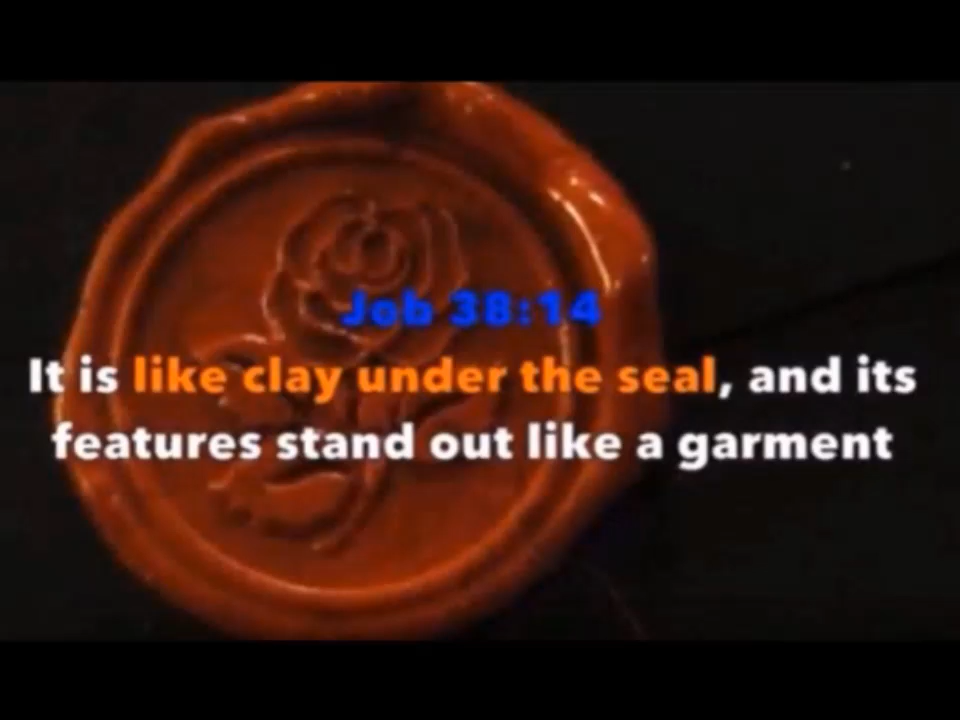 Job 38:14
It is like clay under the seal, and its
features stand out like a garment